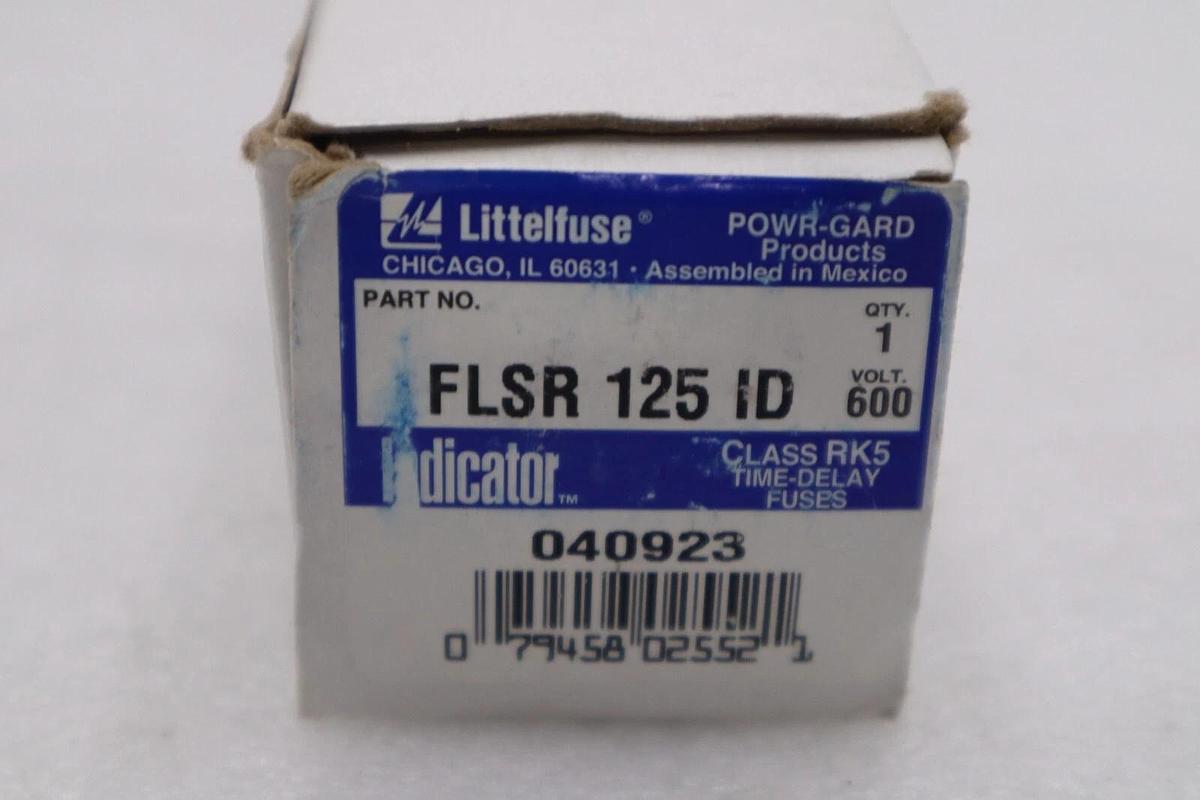 Littelfuse® POWR-GARD
Products
CHICAGO, IL 60631 · Assembled in Mexico
PART NO. QTY.
1
FLSR 125 ID VOLT.
600
Indicator™ CLASS RK5
TIME-DELAY
FUSES
040923
0 79458 02552 1